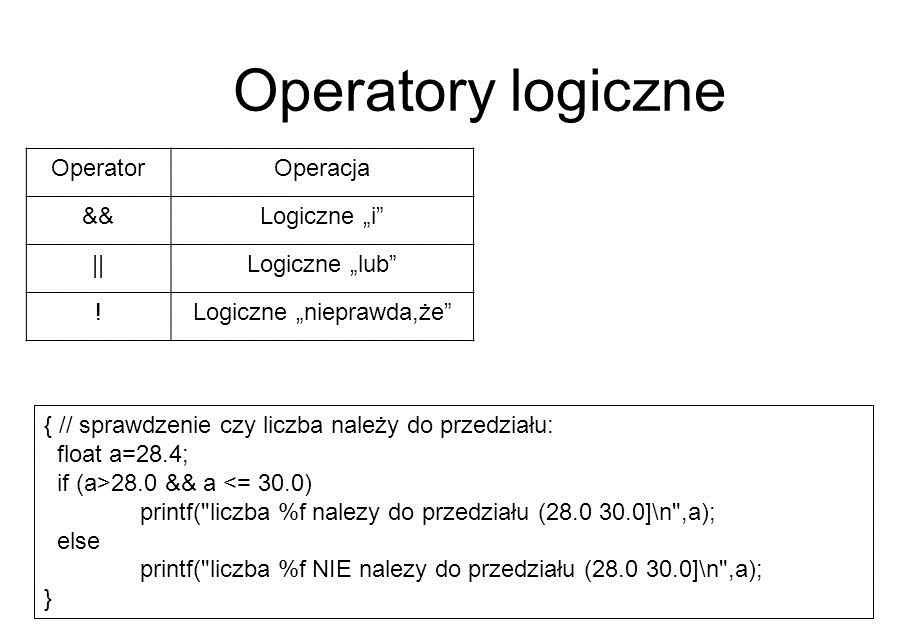 Operatory logiczne
Operator Operacja
&& Logiczne „i”
|| Logiczne „lub”
! Logiczne „nieprawda,że”
{ // sprawdzenie czy liczba należy do przedziału:
float a=28.4;
if (a>28.0 && a <= 30.0)
printf("liczba %f nalezy do przedziału (28.0 30.0]\n",a);
else
printf("liczba %f NIE nalezy do przedziału (28.0 30.0]\n",a);
}